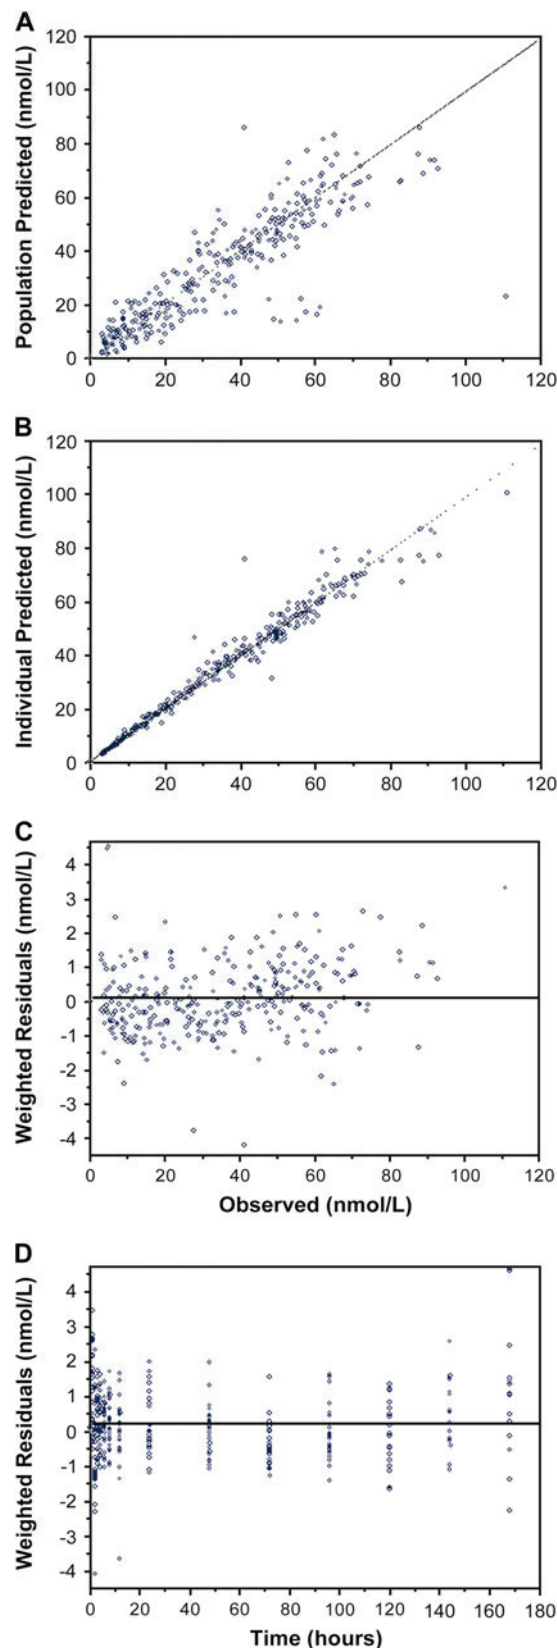 A
Population Predicted (nmol/L)
120
100
80
60
40
20
0
0 20 40 60 80 100 120
B
Individual Predicted (nmol/L)
120
100
80
60
40
20
0
0 20 40 60 80 100 120
C
Weighted Residuals (nmol/L)
4
3
2
1
0
-1
-2
-3
-4
0 20 40 60 80 100 120
Observed (nmol/L)
D
Weighted Residuals (nmol/L)
4
3
2
1
0
-1
-2
-3
-4
0 20 40 60 80 100 120 140 160 180
Time (hours)